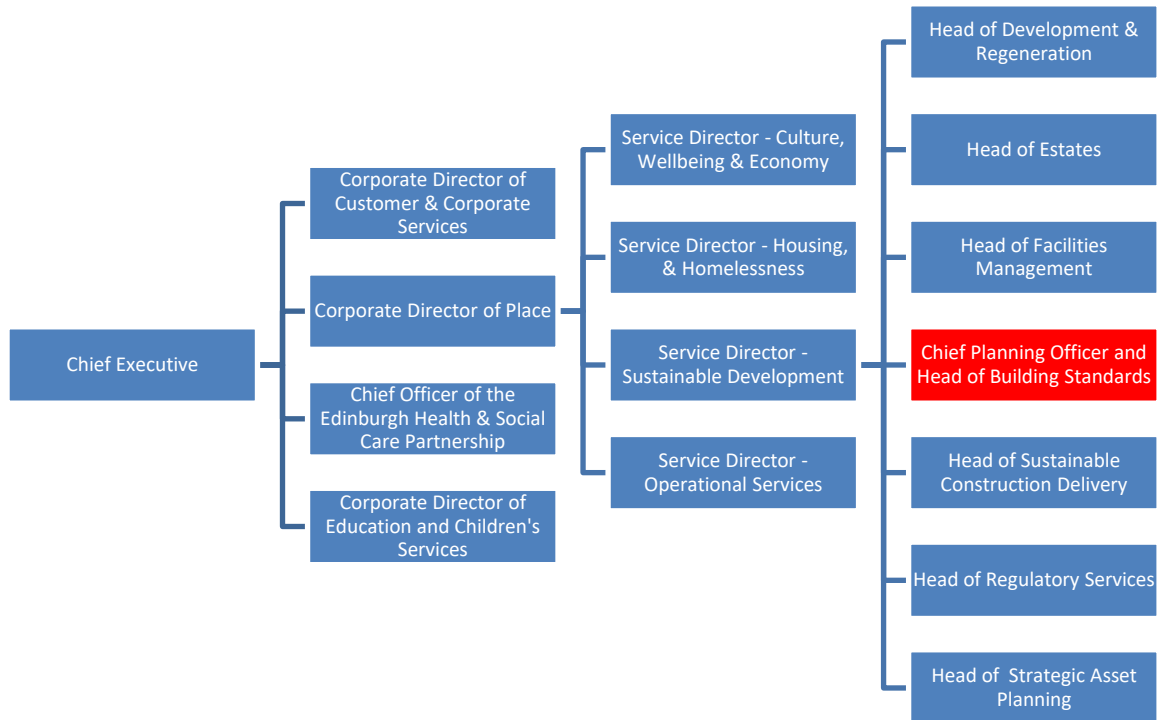 Chief Executive
Corporate Director of
Customer & Corporate
Services
Corporate Director of Place
Chief Officer of the
Edinburgh Health & Social
Care Partnership
Corporate Director of
Education and Children's
Services
Service Director - Culture,
Wellbeing & Economy
Service Director - Housing,
& Homelessness
Service Director -
Sustainable Development
Service Director -
Operational Services
Head of Development &
Regeneration
Head of Estates
Head of Facilities
Management
Chief Planning Officer and
Head of Building Standards
Head of Sustainable
Construction Delivery
Head of Regulatory Services
Head of  Strategic Asset
Planning